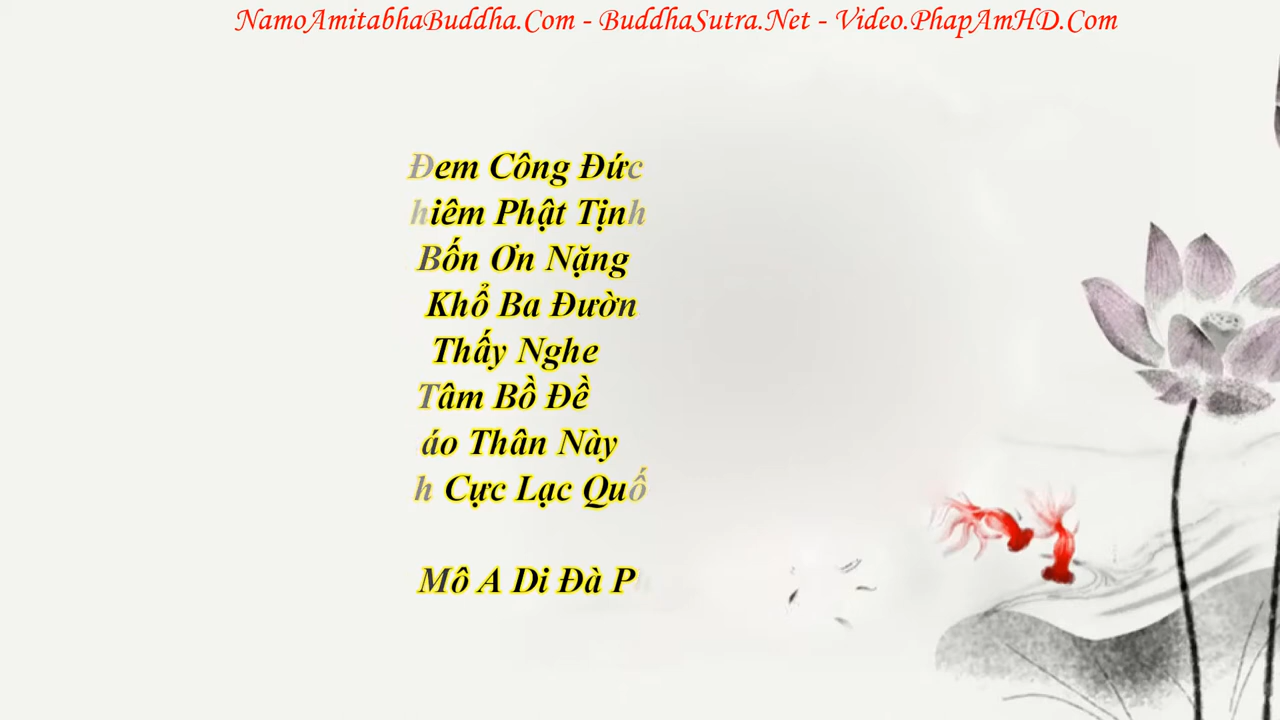 NamoAmitabhaBuddha.Com - BuddhaSutra.Net - Video.PhapAmHD.Com
Đem Công Đức
hiêm Phật Tịnh
Bốn Ơn Nặng
Khổ Ba Đườn
Thấy Nghe
Tâm Bồ Đề
áo Thân Này
h Cực Lạc Quố
Mô A Di Đà P